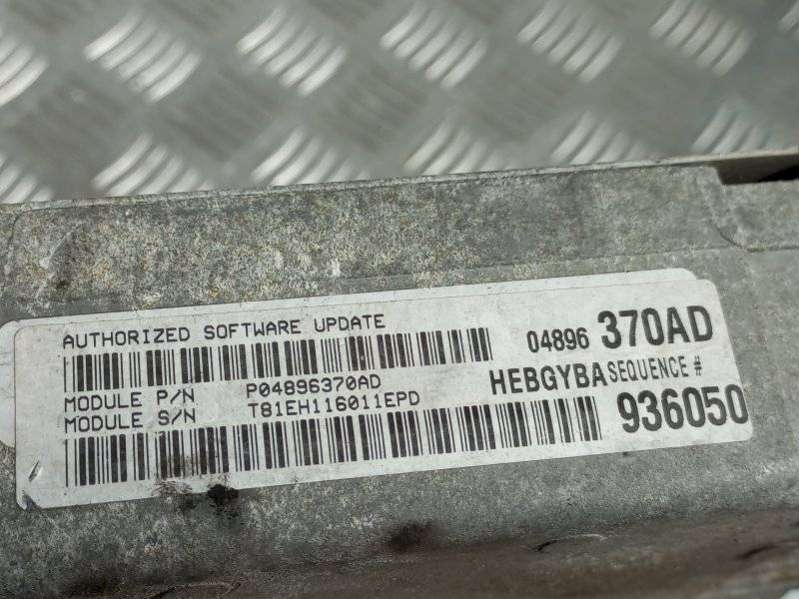 AUTHORIZED SOFTWARE UPDATE
04896 370AD
MODULE P/N P04896370AD
HEBGYBA SEQUENCE #
MODULE S/N T81EH116011EPD
936050